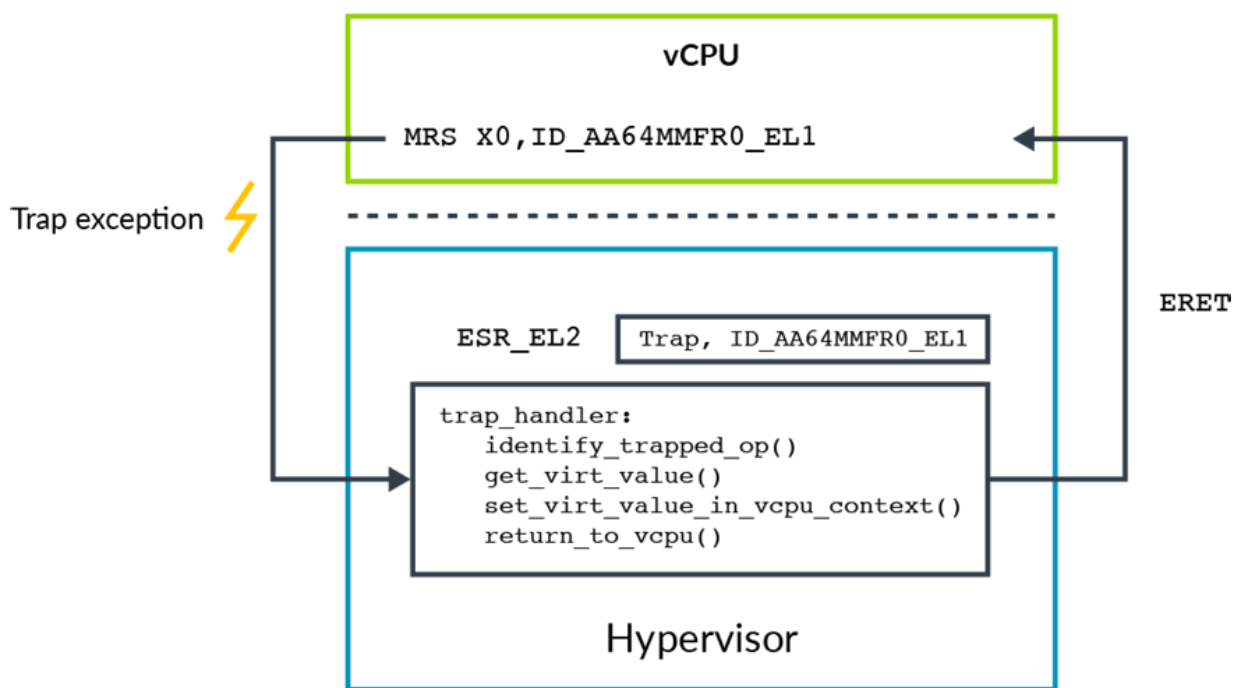 vCPU
MRS X0,ID_AA64MMFR0_EL1
Trap exception
ERET
ESR_EL2
Trap, ID_AA64MMFR0_EL1
trap_handler:
identify_trapped_op()
get_virt_value()
set_virt_value_in_vcpu_context()
return_to_vcpu()
Hypervisor